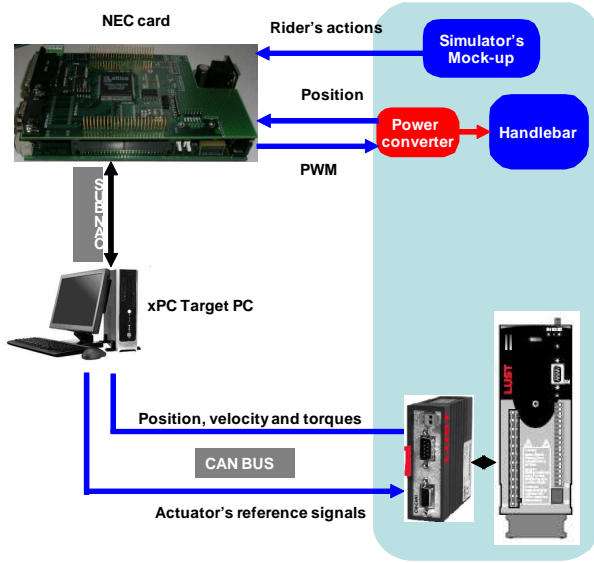 NEC card
Rider's actions
Simulator's
Mock-up
Position
Power
converter
Handlebar
PWM
xPC Target PC
LUST
Position, velocity and torques
CAN BUS
Actuator's reference signals